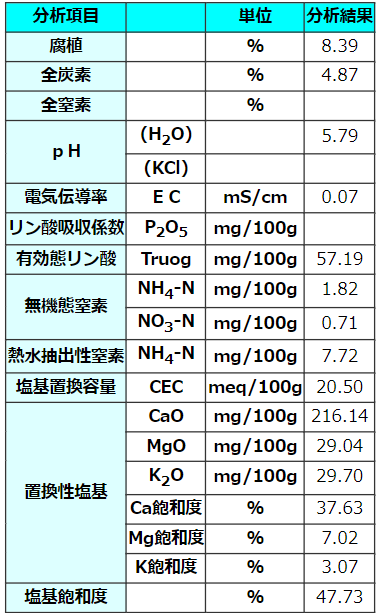 分析項目 単位 分析結果
腐植 % 8.39
全炭素 % 4.87
全窒素 %
pH (H₂O) 5.79
(KCl)
電気伝導率 EC mS/cm 0.07
リン酸吸収係数 P₂O₅ mg/100g
有効態リン酸 Truog mg/100g 57.19
無機態窒素 NH₄-N mg/100g 1.82
NO₃-N mg/100g 0.71
熱水抽出性窒素 NH₄-N mg/100g 7.72
塩基置換容量 CEC meq/100g 20.50
置換性塩基 CaO mg/100g 216.14
MgO mg/100g 29.04
K₂O mg/100g 29.70
Ca飽和度 % 37.63
Mg飽和度 % 7.02
K飽和度 % 3.07
塩基飽和度 % 47.73